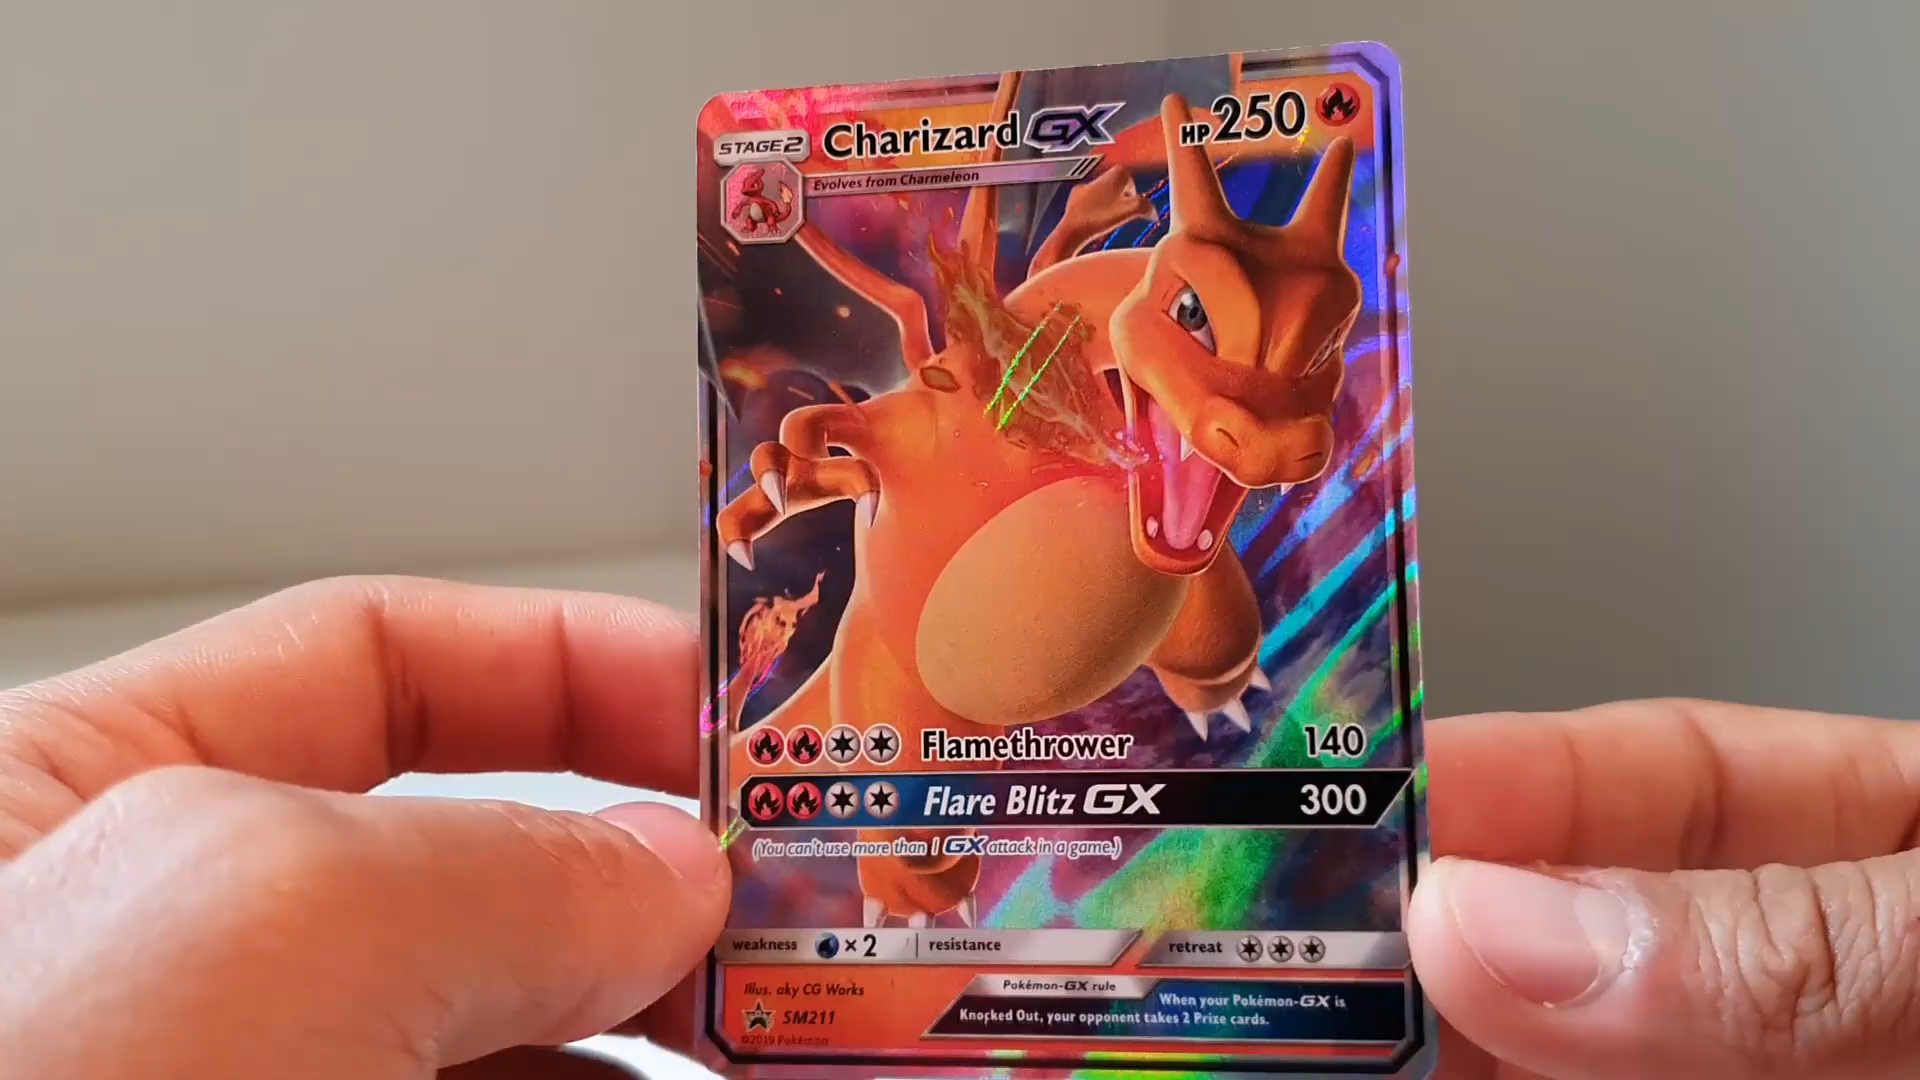 STAGE2 Charizard GX HP250
Evolves from Charmeleon
Flamethrower 140
Flare Blitz GX 300
(You can't use more than 1 GX attack in a game.)
weakness ×2 resistance retreat
Illus. aky CG Works
Pokémon-GX rule
When your Pokémon-GX is
Knocked Out, your opponent takes 2 Prize cards.
SM211
©2019 Pokémon